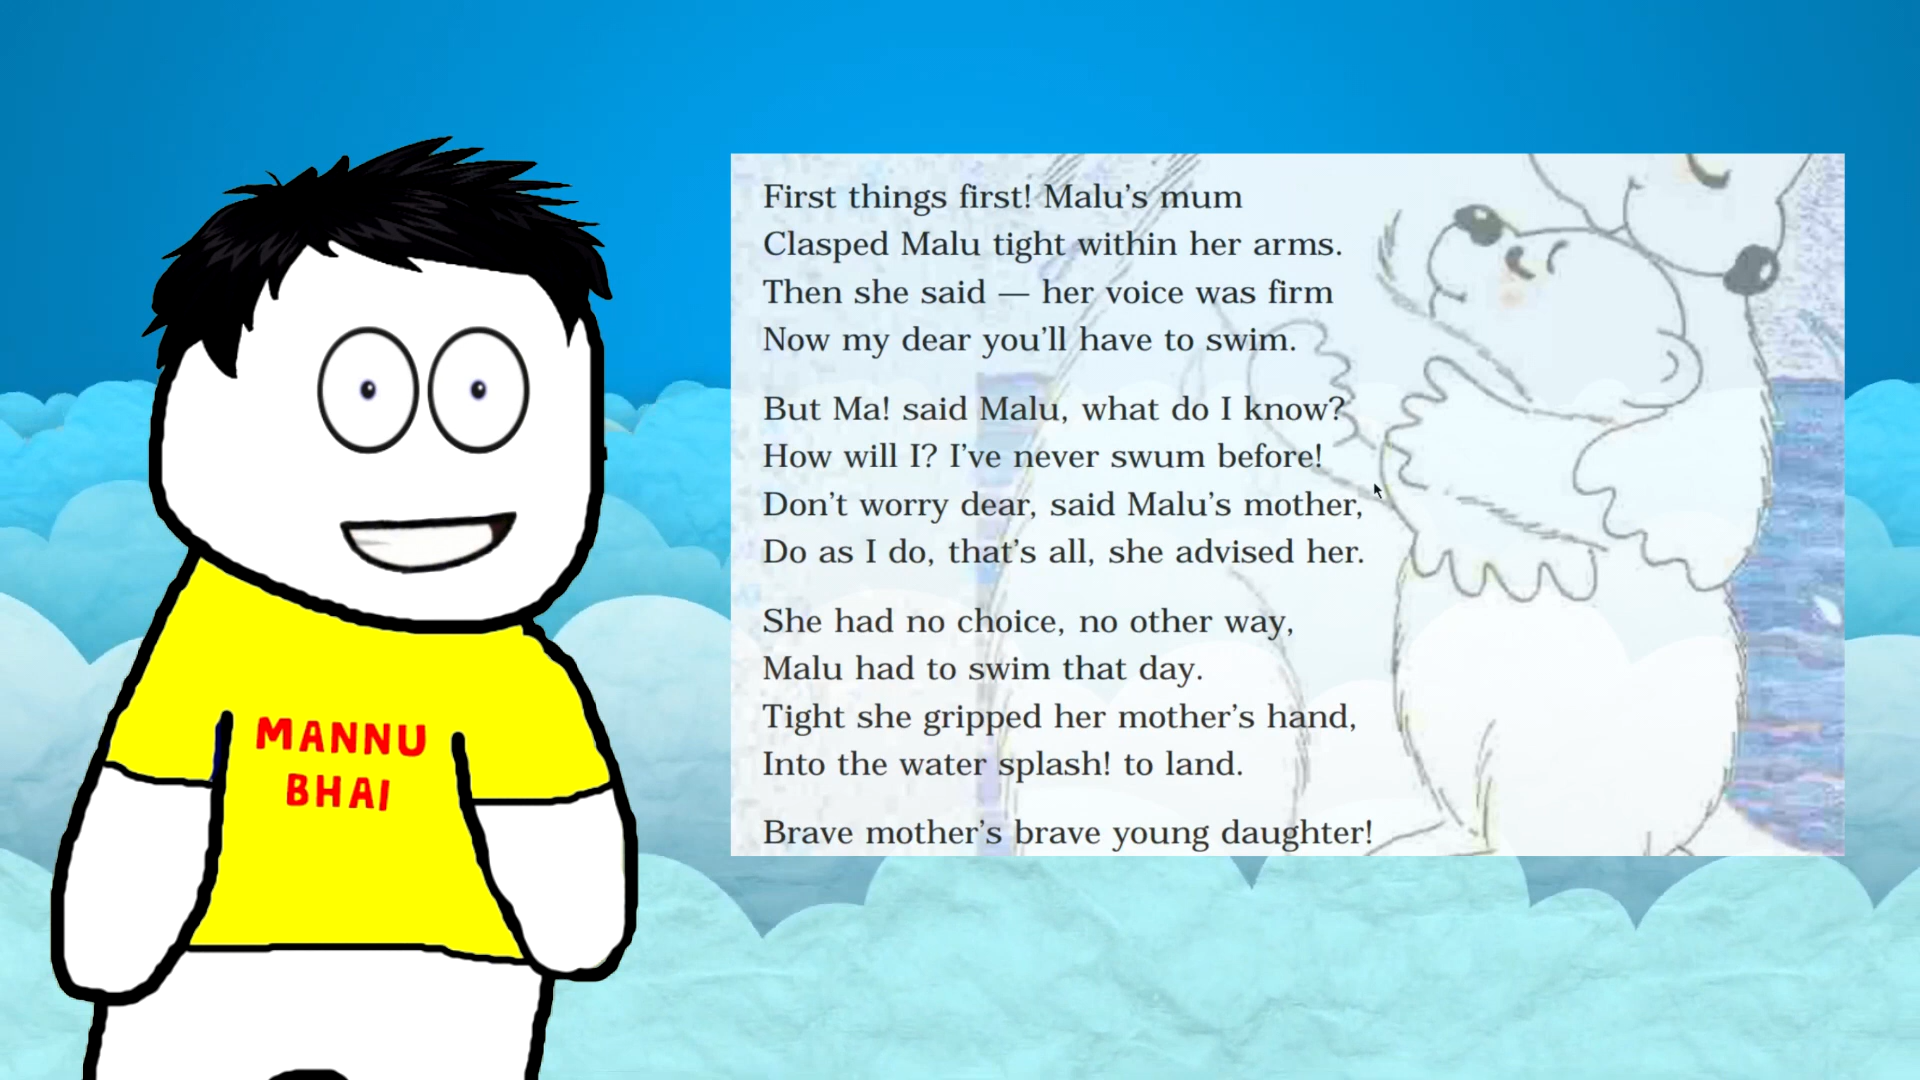 MANNU
BHAI
First things first! Malu's mum
Clasped Malu tight within her arms.
Then she said — her voice was firm
Now my dear you'll have to swim.
But Ma! said Malu, what do I know?
How will I? I've never swum before!
Don't worry dear, said Malu's mother,
Do as I do, that's all, she advised her.
She had no choice, no other way,
Malu had to swim that day.
Tight she gripped her mother's hand,
Into the water splash! to land.
Brave mother's brave young daughter!